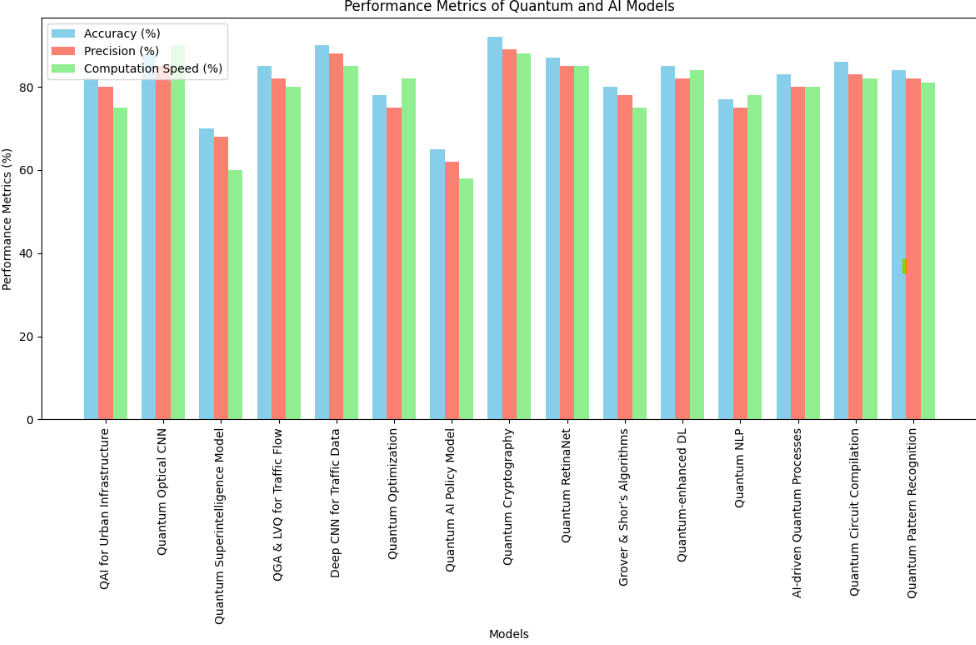 Performance Metrics of Quantum and AI Models
Accuracy (%)
Precision (%)
Computation Speed (%)
Performance Metrics (%)
80
60
40
20
0
QAI for Urban Infrastructure
Quantum Optical CNN
Quantum Superintelligence Model
QGA & LVQ for Traffic Flow
Deep CNN for Traffic Data
Quantum Optimization
Quantum AI Policy Model
Quantum Cryptography
Quantum RetinaNet
Grover & Shor's Algorithms
Quantum-enhanced DL
Quantum NLP
AI-driven Quantum Processes
Quantum Circuit Compilation
Quantum Pattern Recognition
Models